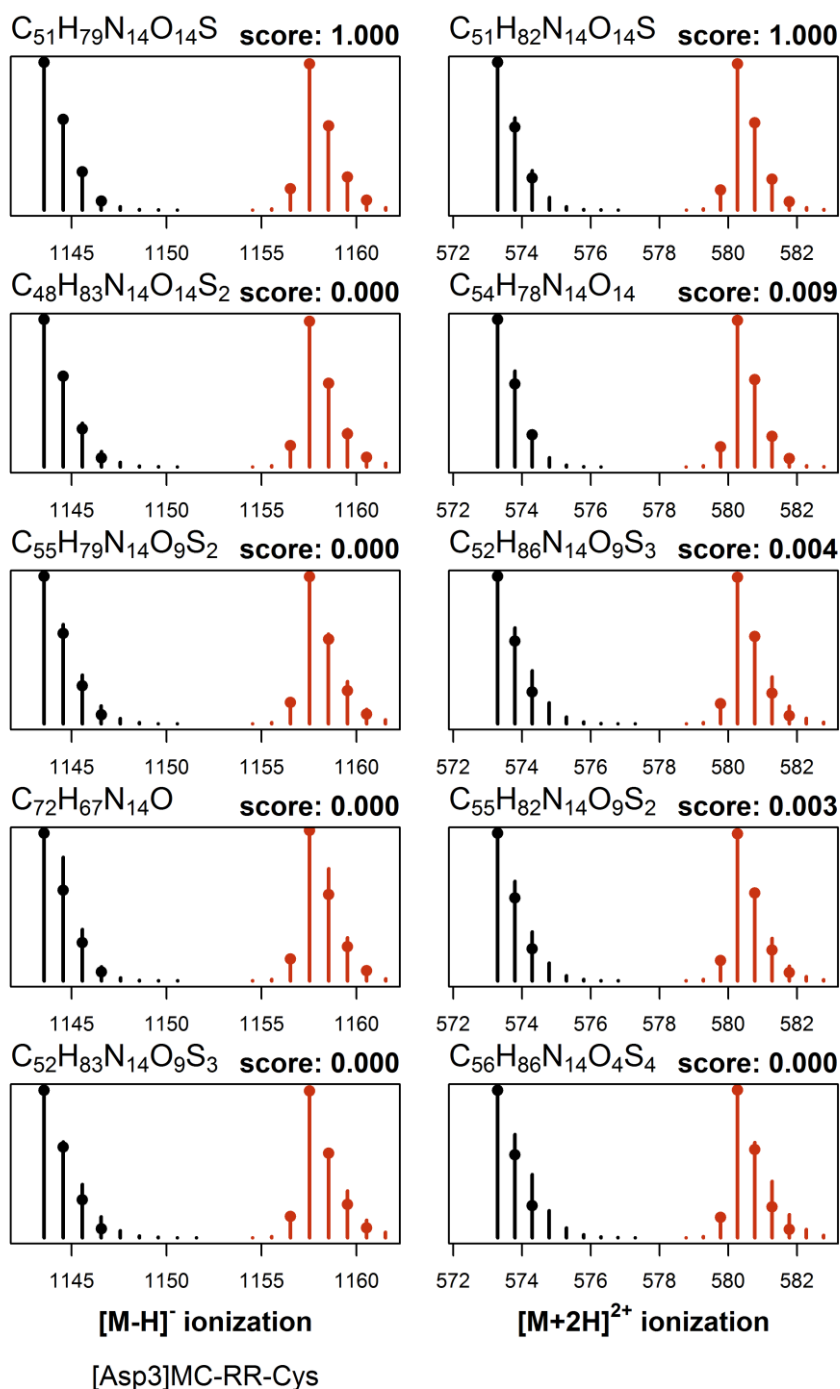 C₅₁H₇₉N₁₄O₁₄S score: 1.000 C₅₁H₈₂N₁₄O₁₄S score: 1.000
1145 1150 1155 1160 572 574 576 578 580 582
C₄₈H₈₃N₁₄O₁₄S₂ score: 0.000 C₅₄H₇₈N₁₄O₁₄ score: 0.009
1145 1150 1155 1160 572 574 576 578 580 582
C₅₅H₇₉N₁₄O₉S₂ score: 0.000 C₅₂H₈₆N₁₄O₉S₃ score: 0.004
1145 1150 1155 1160 572 574 576 578 580 582
C₇₂H₆₇N₁₄O score: 0.000 C₅₅H₈₂N₁₄O₉S₂ score: 0.003
1145 1150 1155 1160 572 574 576 578 580 582
C₅₂H₈₃N₁₄O₉S₃ score: 0.000 C₅₆H₈₆N₁₄O₄S₄ score: 0.000
1145 1150 1155 1160 572 574 576 578 580 582
[M-H]⁻ ionization [M+2H]²⁺ ionization
[Asp3]MC-RR-Cys